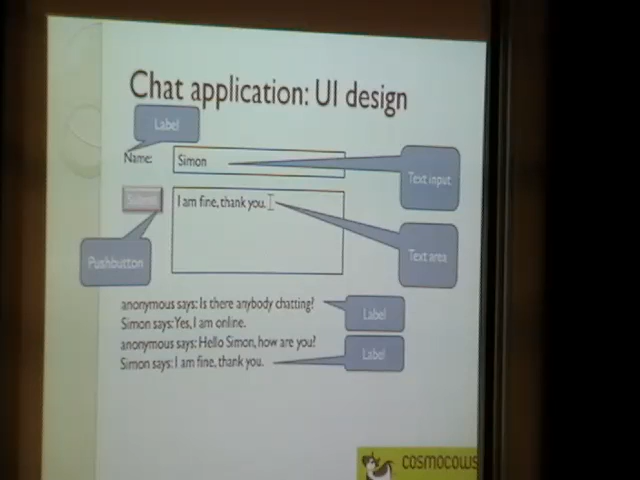 Chat application: UI design
Label
Name:
Simon
Text input
Submit
I am fine, thank you.
Text area
Pushbutton
anonymous says: Is there anybody chatting?
Label
Simon says: Yes, I am online.
anonymous says: Hello Simon, how are you?
Label
Simon says: I am fine, thank you.
cosmocows